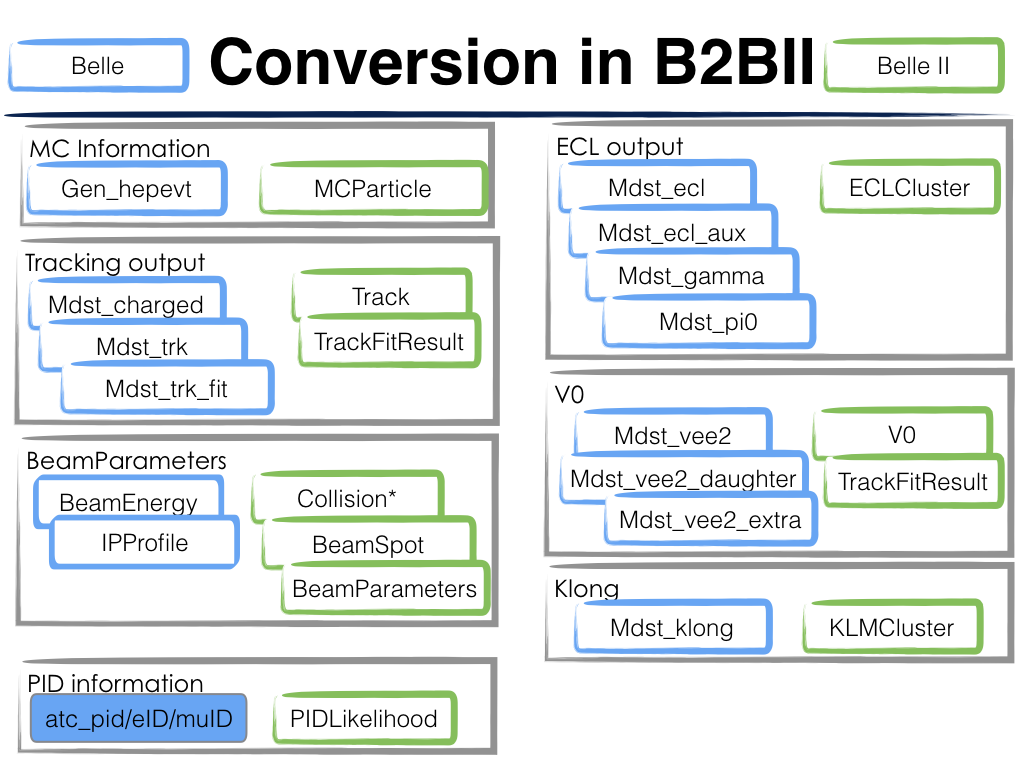 Belle
Conversion in B2BII
Belle II
MC Information
Gen_hepevt
MCParticle
Tracking output
Mdst_charged
Mdst_trk
Mdst_trk_fit
Track
TrackFitResult
BeamParameters
BeamEnergy
IPProfile
Collision*
BeamSpot
BeamParameters
PID information
atc_pid/eID/muID
PIDLikelihood
ECL output
Mdst_ecl
Mdst_ecl_aux
Mdst_gamma
Mdst_pi0
ECLCluster
V0
Mdst_vee2
Mdst_vee2_daughter
Mdst_vee2_extra
V0
TrackFitResult
Klong
Mdst_klong
KLMCluster